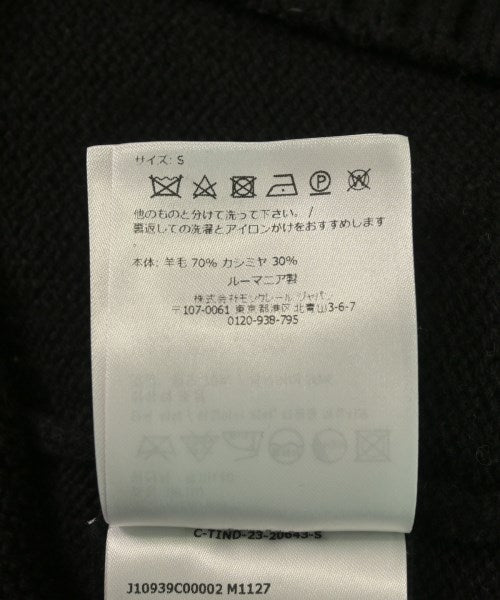 サイズ: S
P W
他のものと分けて洗って下さい。/
裏返しての洗濯とアイロンがけをおすすめします
本体: 羊毛 70% カシミヤ 30%
ルーマニア製
株式会社モンクレール ジャパン
〒107-0061 東京都港区 北青山3-6-7
0120-938-795
C-TIND-23-20643-S
J10939C00002 M1127